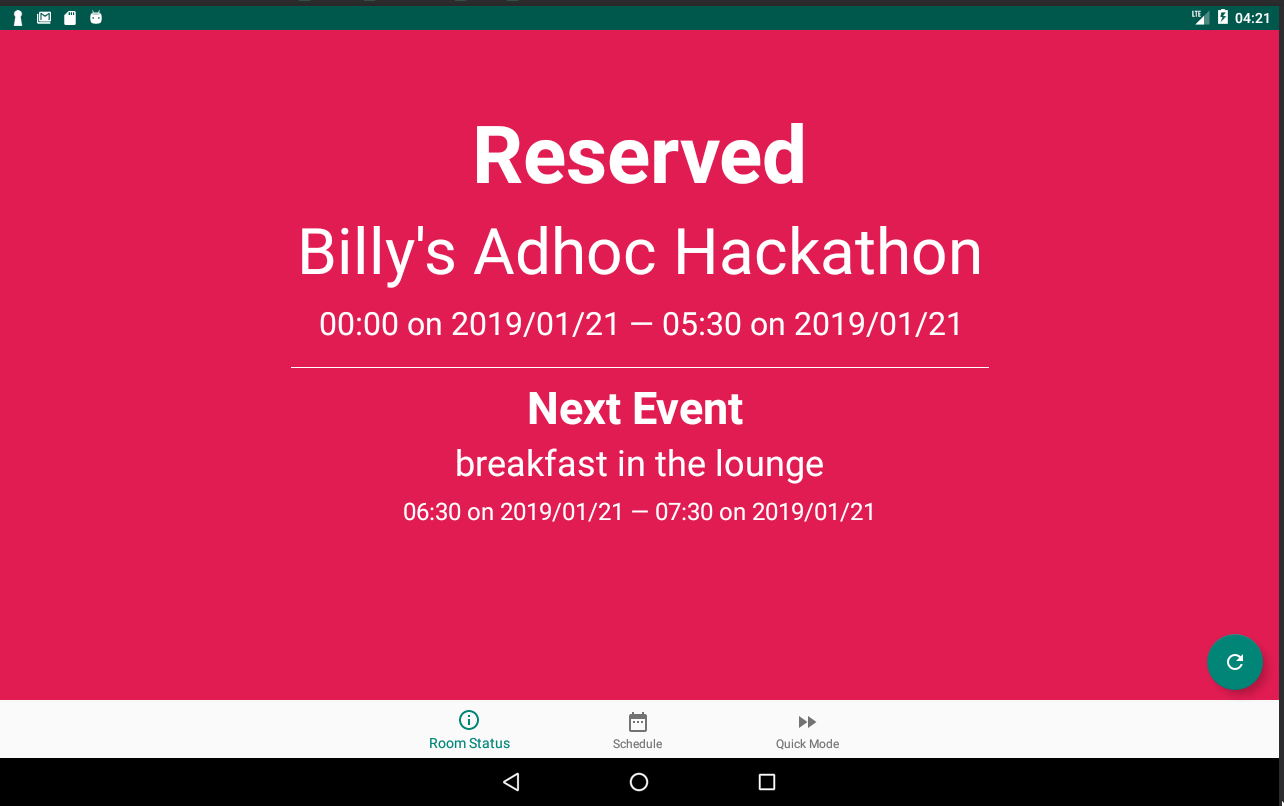 LTE 04:21
Reserved
Billy's Adhoc Hackathon
00:00 on 2019/01/21 — 05:30 on 2019/01/21
Next Event
breakfast in the lounge
06:30 on 2019/01/21 — 07:30 on 2019/01/21
Room Status
Schedule
Quick Mode